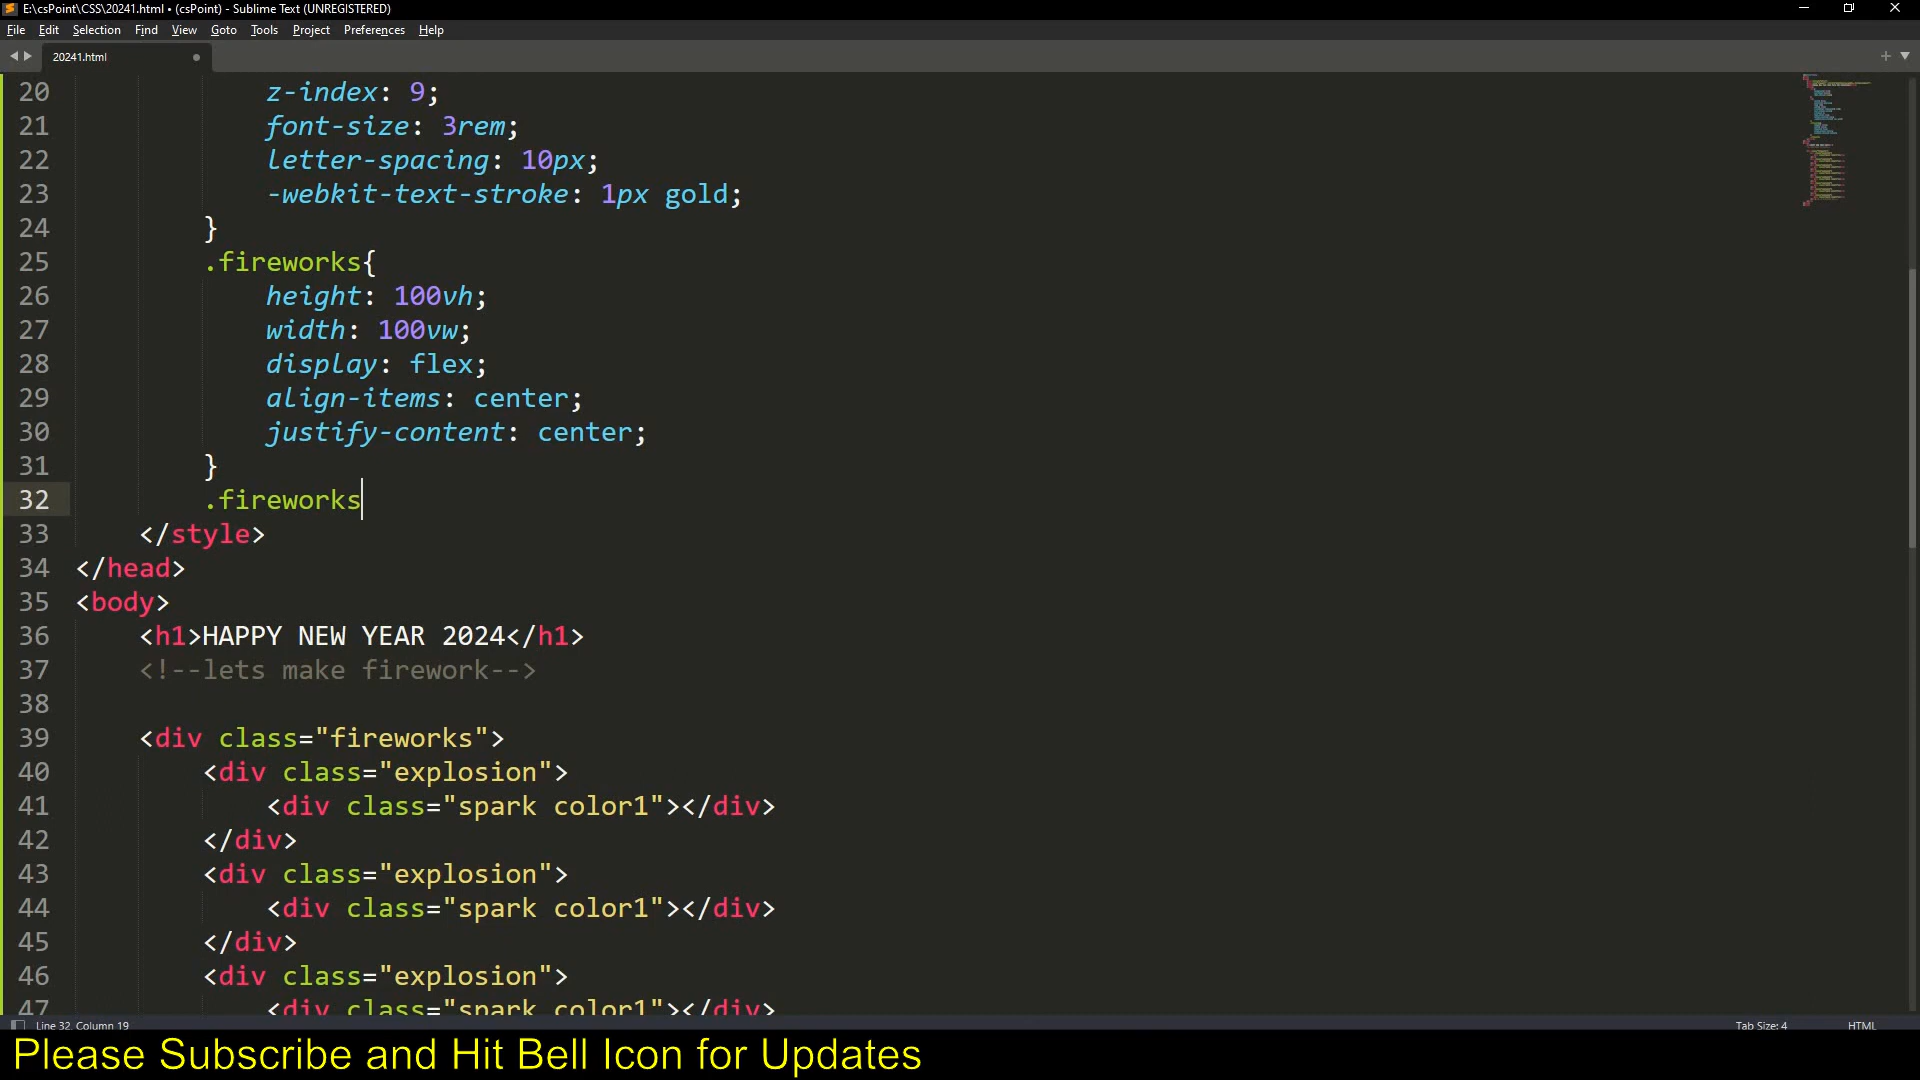 E:\csPoint\CSS\20241.html • (csPoint) - Sublime Text (UNREGISTERED)
File Edit Selection Find View Goto Tools Project Preferences Help
20241.html
20 z-index: 9;
21 font-size: 3rem;
22 letter-spacing: 10px;
23 -webkit-text-stroke: 1px gold;
24 }
25 .fireworks{
26 height: 100vh;
27 width: 100vw;
28 display: flex;
29 align-items: center;
30 justify-content: center;
31 }
32 .fireworks
33 </style>
34 </head>
35 <body>
36 <h1>HAPPY NEW YEAR 2024</h1>
37 <!--lets make firework-->
38
39 <div class="fireworks">
40 <div class="explosion">
41 <div class="spark color1"></div>
42 </div>
43 <div class="explosion">
44 <div class="spark color1"></div>
45 </div>
46 <div class="explosion">
47 <div class="spark color1"></div>
Line 32, Column 19
Tab Size: 4
HTML
Please Subscribe and Hit Bell Icon for Updates